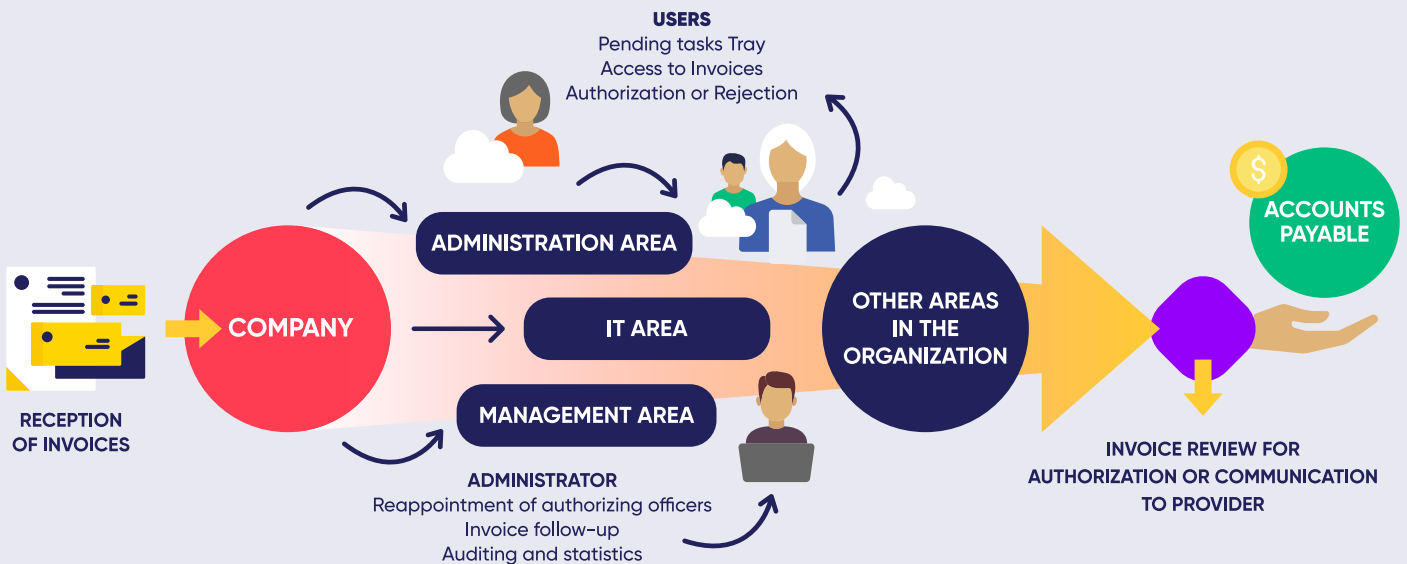 USERS
Pending tasks Tray
Access to Invoices
Authorization or Rejection
$
ACCOUNTS
PAYABLE
ADMINISTRATION AREA
COMPANY
IT AREA
OTHER AREAS
IN THE
ORGANIZATION
MANAGEMENT AREA
RECEPTION
OF INVOICES
ADMINISTRATOR
Reappointment of authorizing officers
Invoice follow-up
Auditing and statistics
INVOICE REVIEW FOR
AUTHORIZATION OR COMMUNICATION
TO PROVIDER